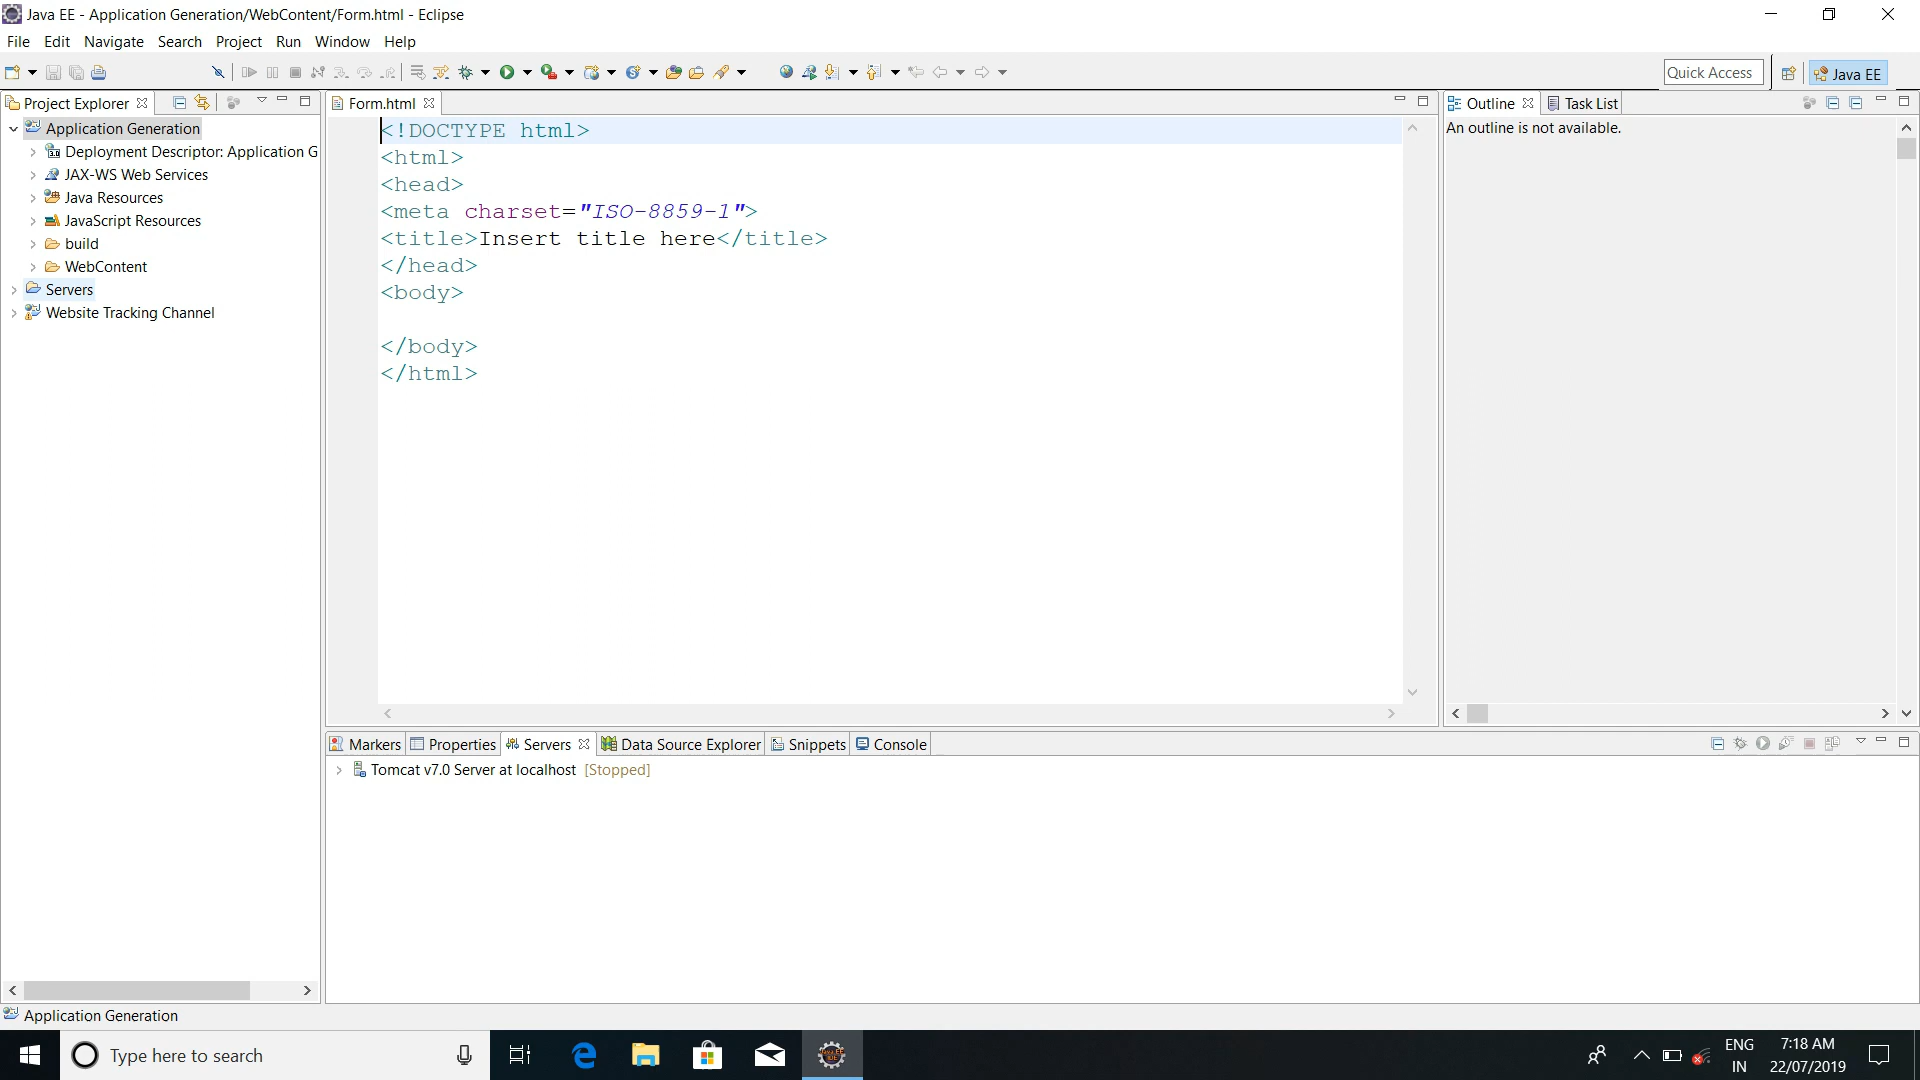 Java EE - Application Generation/WebContent/Form.html - Eclipse
File Edit Navigate Search Project Run Window Help
Quick Access
Java EE
Project Explorer
Application Generation
Deployment Descriptor: Application G
JAX-WS Web Services
Java Resources
JavaScript Resources
build
WebContent
Servers
Website Tracking Channel
Form.html
<!DOCTYPE html>
<html>
<head>
<meta charset="ISO-8859-1">
<title>Insert title here</title>
</head>
<body>
</body>
</html>
Outline Task List
An outline is not available.
Markers Properties Servers Data Source Explorer Snippets Console
Tomcat v7.0 Server at localhost [Stopped]
Application Generation
Type here to search
ENG
IN
7:18 AM
22/07/2019